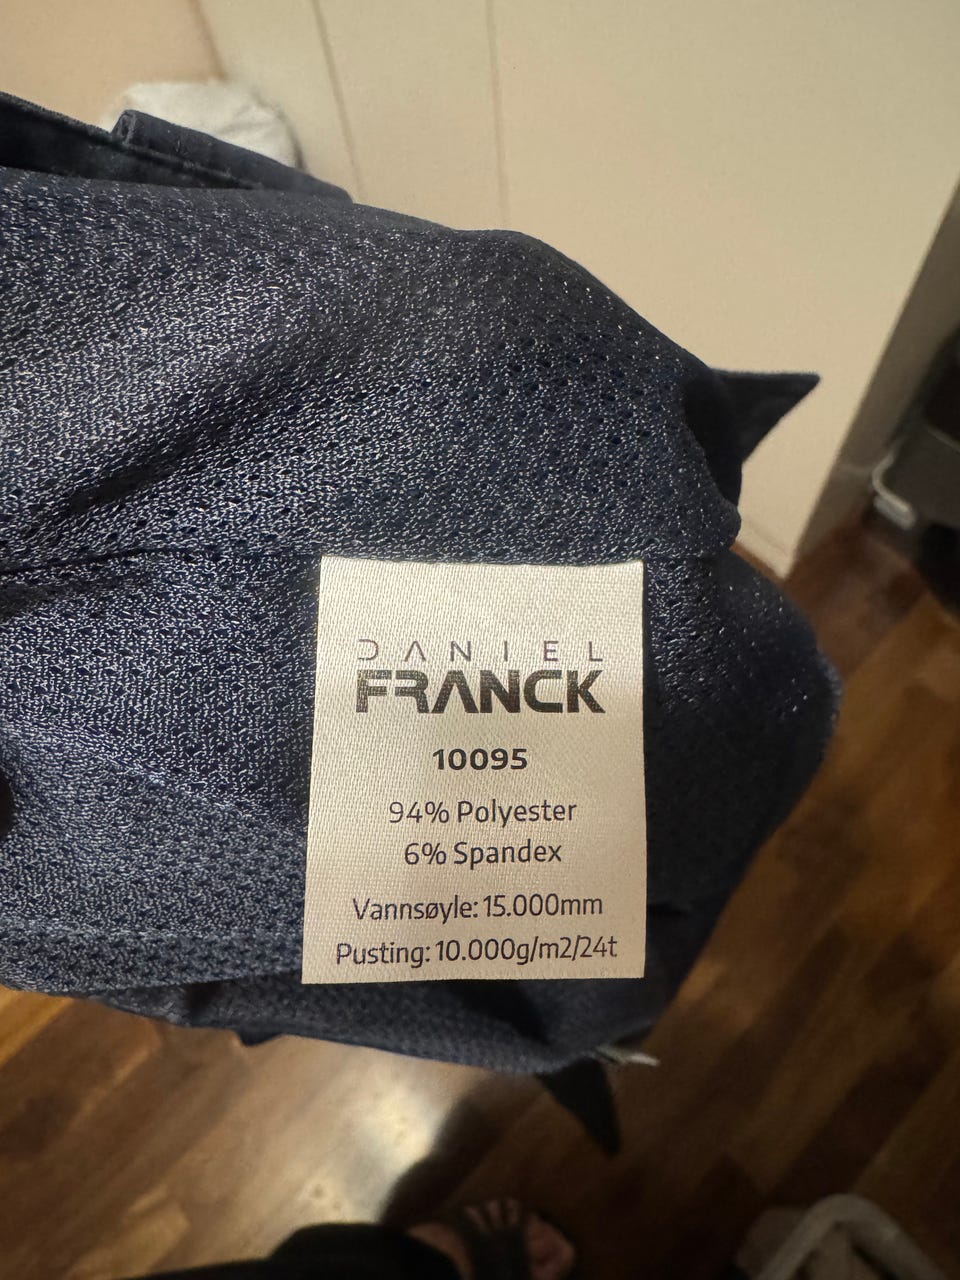 DANIEL
FRANCK
10095
94% Polyester
6% Spandex
Vannsøyle: 15.000mm
Pusting: 10.000g/m2/24t